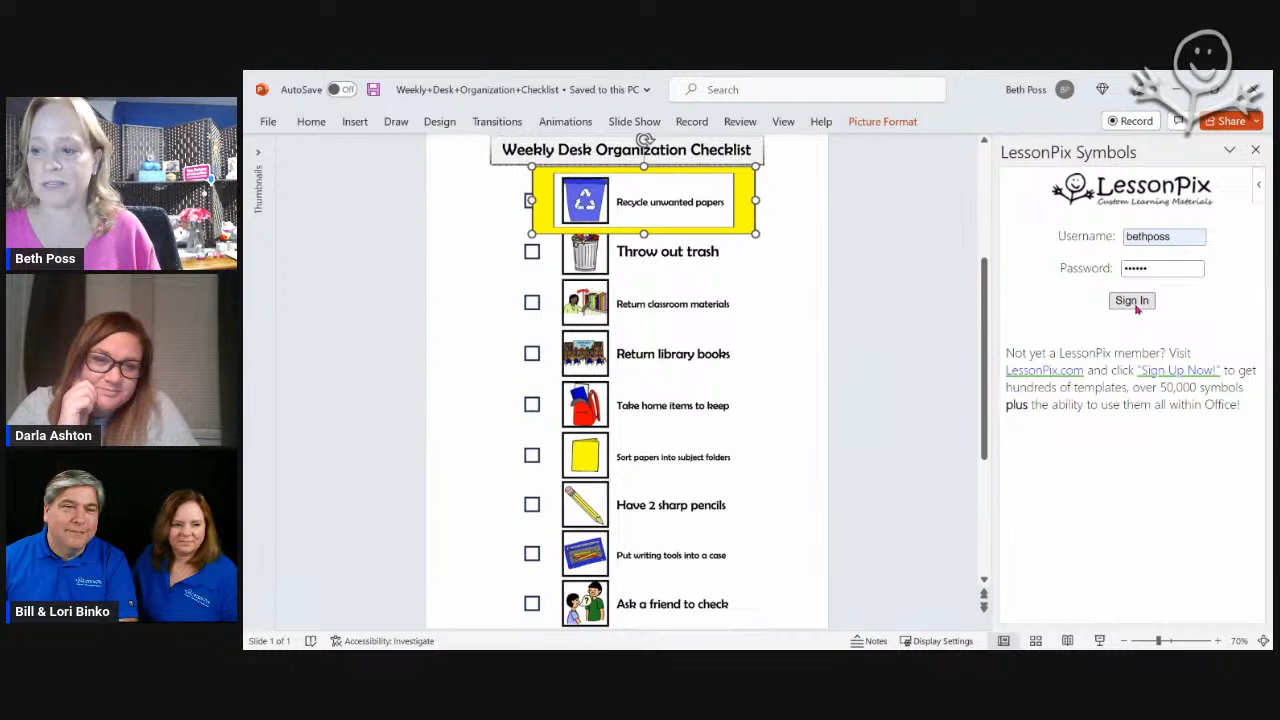 AutoSave Off Weekly+Desk+Organization+Checklist • Saved to this PC Search Beth Poss BP
File Home Insert Draw Design Transitions Animations Slide Show Record Review View Help Picture Format Record Share
Thumbnails
Weekly Desk Organization Checklist
Recycle unwanted papers
Throw out trash
Return classroom materials
Return library books
Take home items to keep
Sort papers into subject folders
Have 2 sharp pencils
Put writing tools into a case
Ask a friend to check
LessonPix Symbols
LessonPix
Custom Learning Materials
Username: bethposs
Password: ••••••
Sign In
Not yet a LessonPix member? Visit
LessonPix.com and click "Sign Up Now!" to get
hundreds of templates, over 50,000 symbols
plus the ability to use them all within Office!
Slide 1 of 1 Accessibility: Investigate Notes Display Settings 70%
Beth Poss
Darla Ashton
Bill & Lori Binko